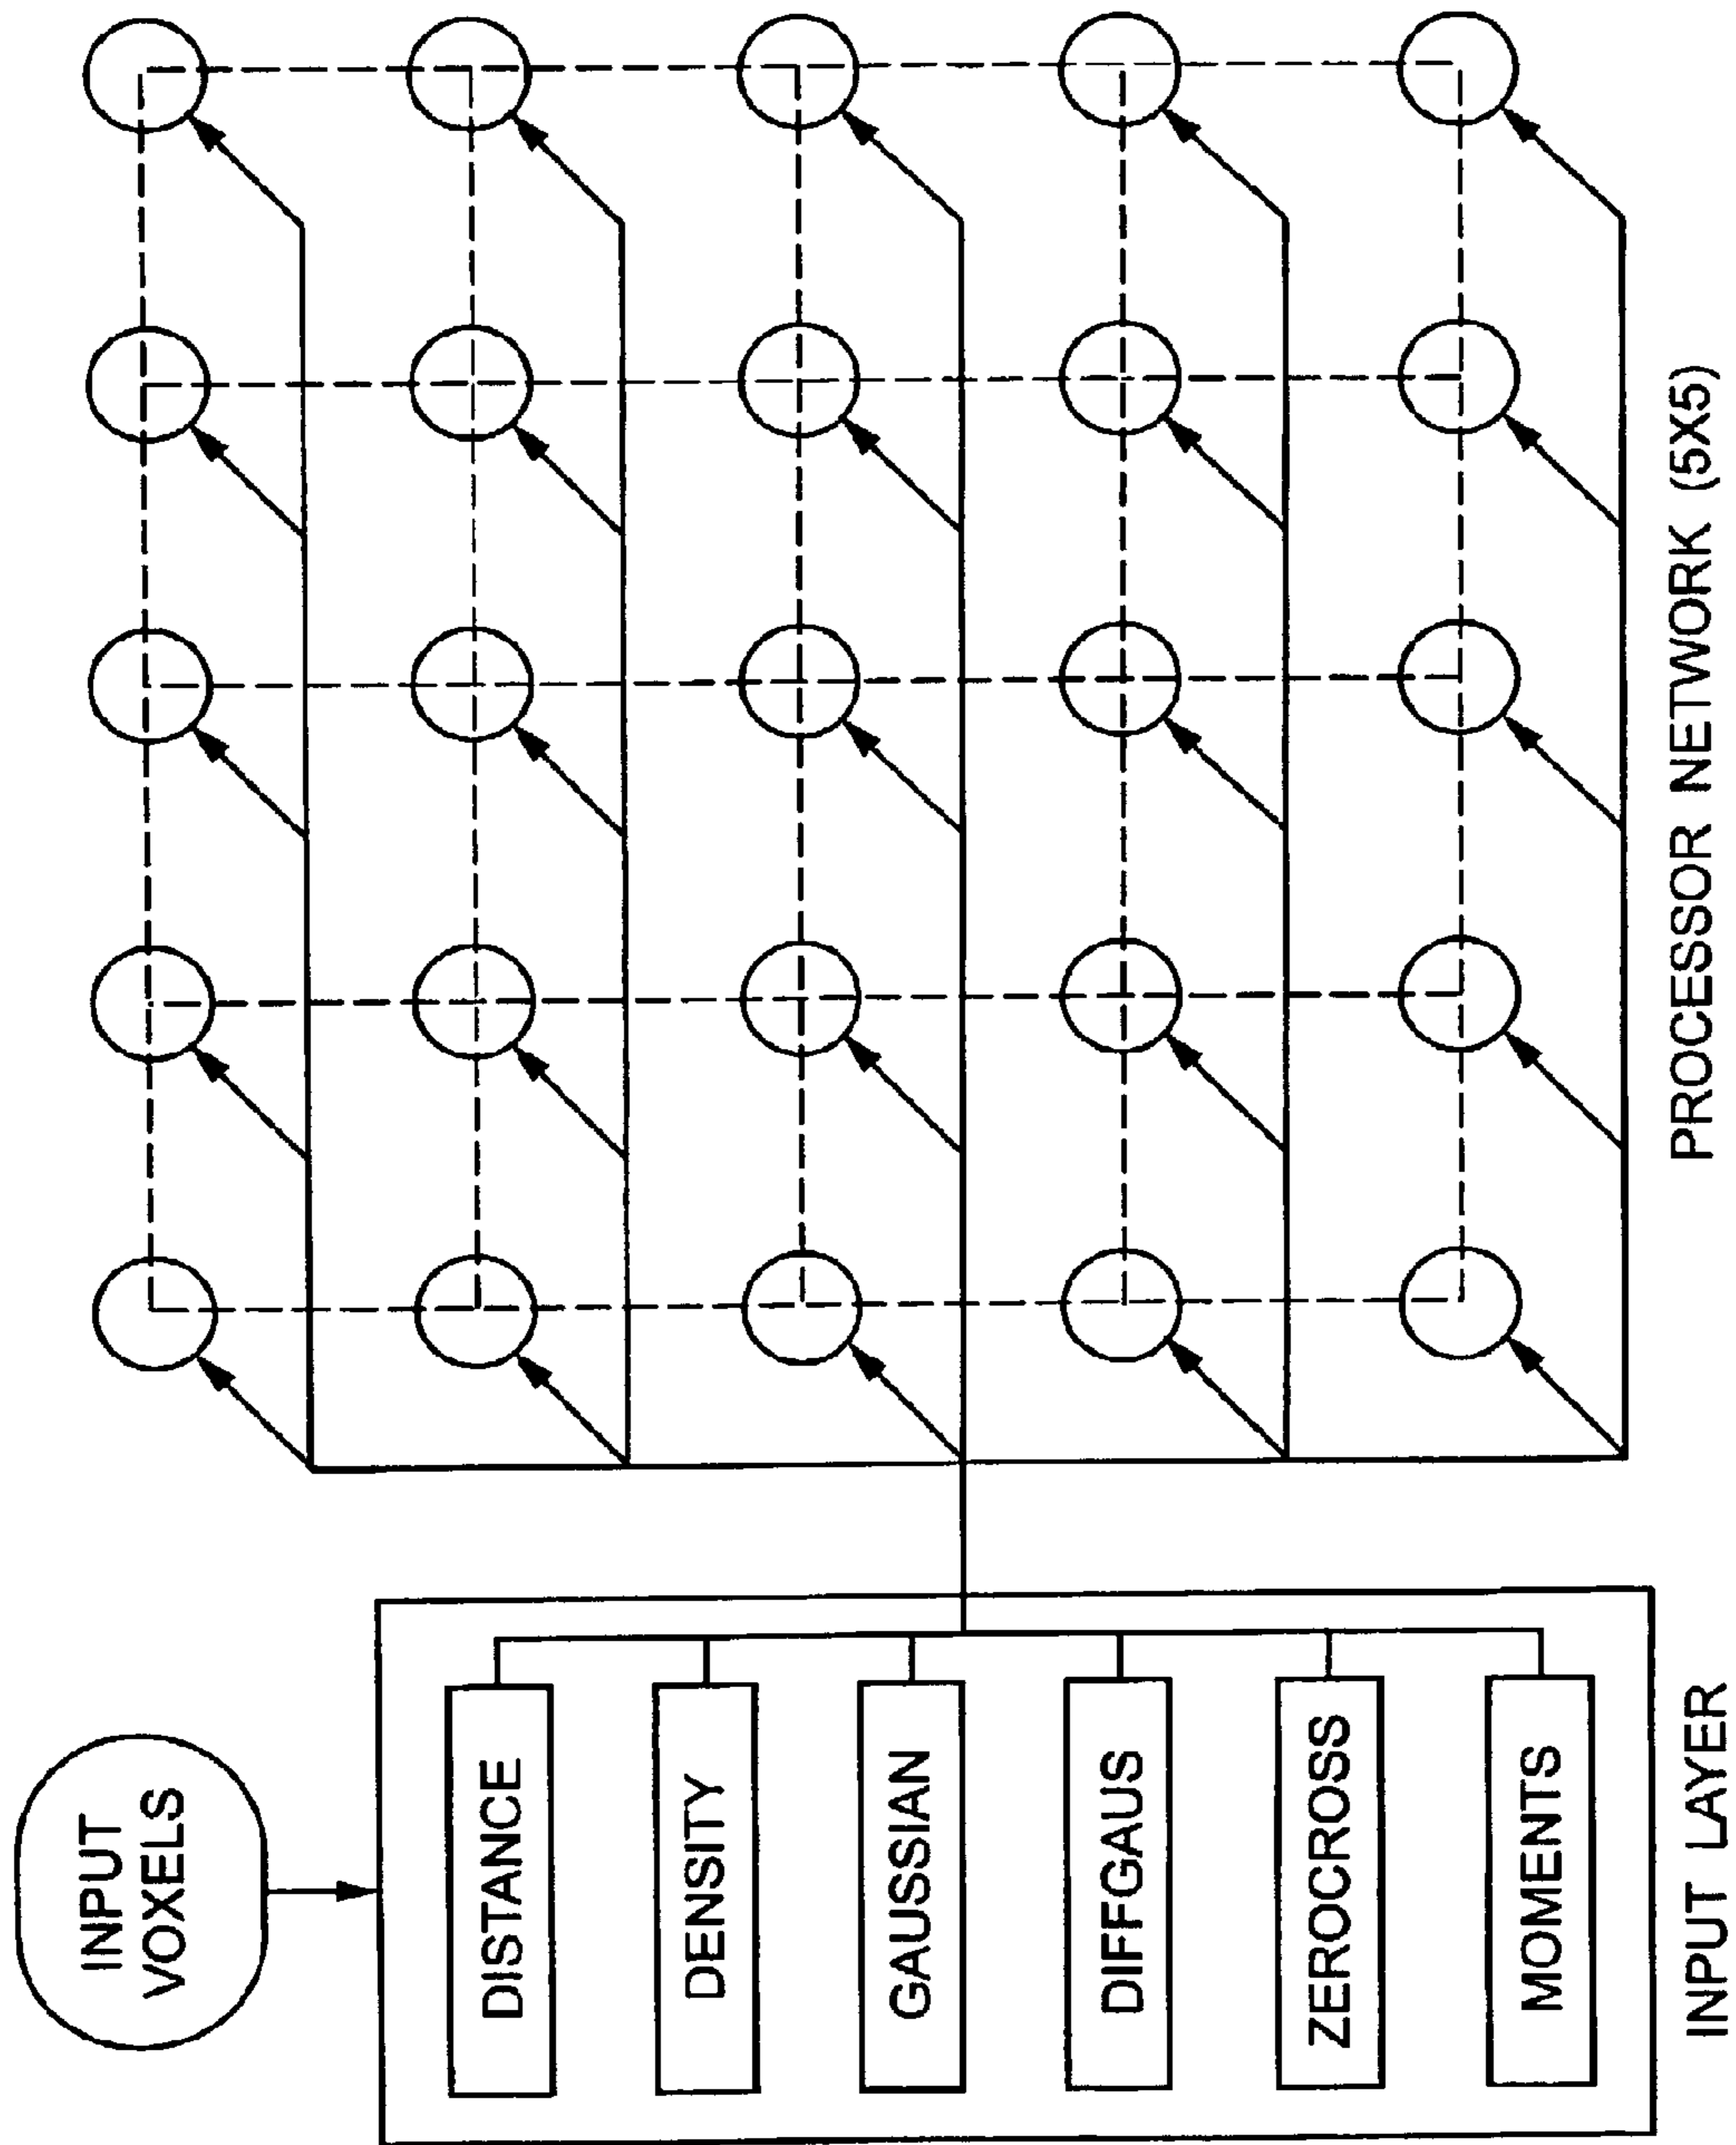 INPUT
VOXELS
DISTANCE
DENSITY
GAUSSIAN
DIFFGAUS
ZEROCROSS
MOMENTS
INPUT LAYER
PROCESSOR NETWORK (5X5)